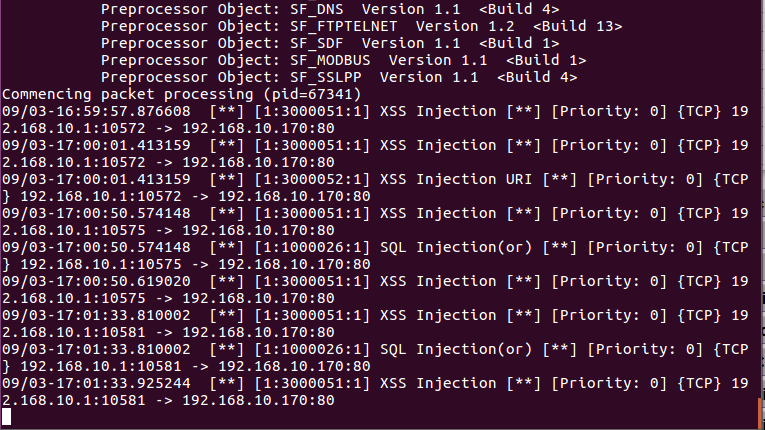 Preprocessor Object: SF_DNS  Version 1.1  <Build 4>
Preprocessor Object: SF_FTPTELNET  Version 1.2  <Build 13>
Preprocessor Object: SF_SDF  Version 1.1  <Build 1>
Preprocessor Object: SF_MODBUS  Version 1.1  <Build 1>
Preprocessor Object: SF_SSLPP  Version 1.1  <Build 4>
Commencing packet processing (pid=67341)
09/03-16:59:57.876608  [**] [1:3000051:1] XSS Injection [**] [Priority: 0] {TCP} 19
2.168.10.1:10572 -> 192.168.10.170:80
09/03-17:00:01.413159  [**] [1:3000051:1] XSS Injection [**] [Priority: 0] {TCP} 19
2.168.10.1:10572 -> 192.168.10.170:80
09/03-17:00:01.413159  [**] [1:3000052:1] XSS Injection URI [**] [Priority: 0] {TCP
} 192.168.10.1:10572 -> 192.168.10.170:80
09/03-17:00:50.574148  [**] [1:3000051:1] XSS Injection [**] [Priority: 0] {TCP} 19
2.168.10.1:10575 -> 192.168.10.170:80
09/03-17:00:50.574148  [**] [1:1000026:1] SQL Injection(or) [**] [Priority: 0] {TCP
} 192.168.10.1:10575 -> 192.168.10.170:80
09/03-17:00:50.619020  [**] [1:3000051:1] XSS Injection [**] [Priority: 0] {TCP} 19
2.168.10.1:10575 -> 192.168.10.170:80
09/03-17:01:33.810002  [**] [1:3000051:1] XSS Injection [**] [Priority: 0] {TCP} 19
2.168.10.1:10581 -> 192.168.10.170:80
09/03-17:01:33.810002  [**] [1:1000026:1] SQL Injection(or) [**] [Priority: 0] {TCP
} 192.168.10.1:10581 -> 192.168.10.170:80
09/03-17:01:33.925244  [**] [1:3000051:1] XSS Injection [**] [Priority: 0] {TCP} 19
2.168.10.1:10581 -> 192.168.10.170:80